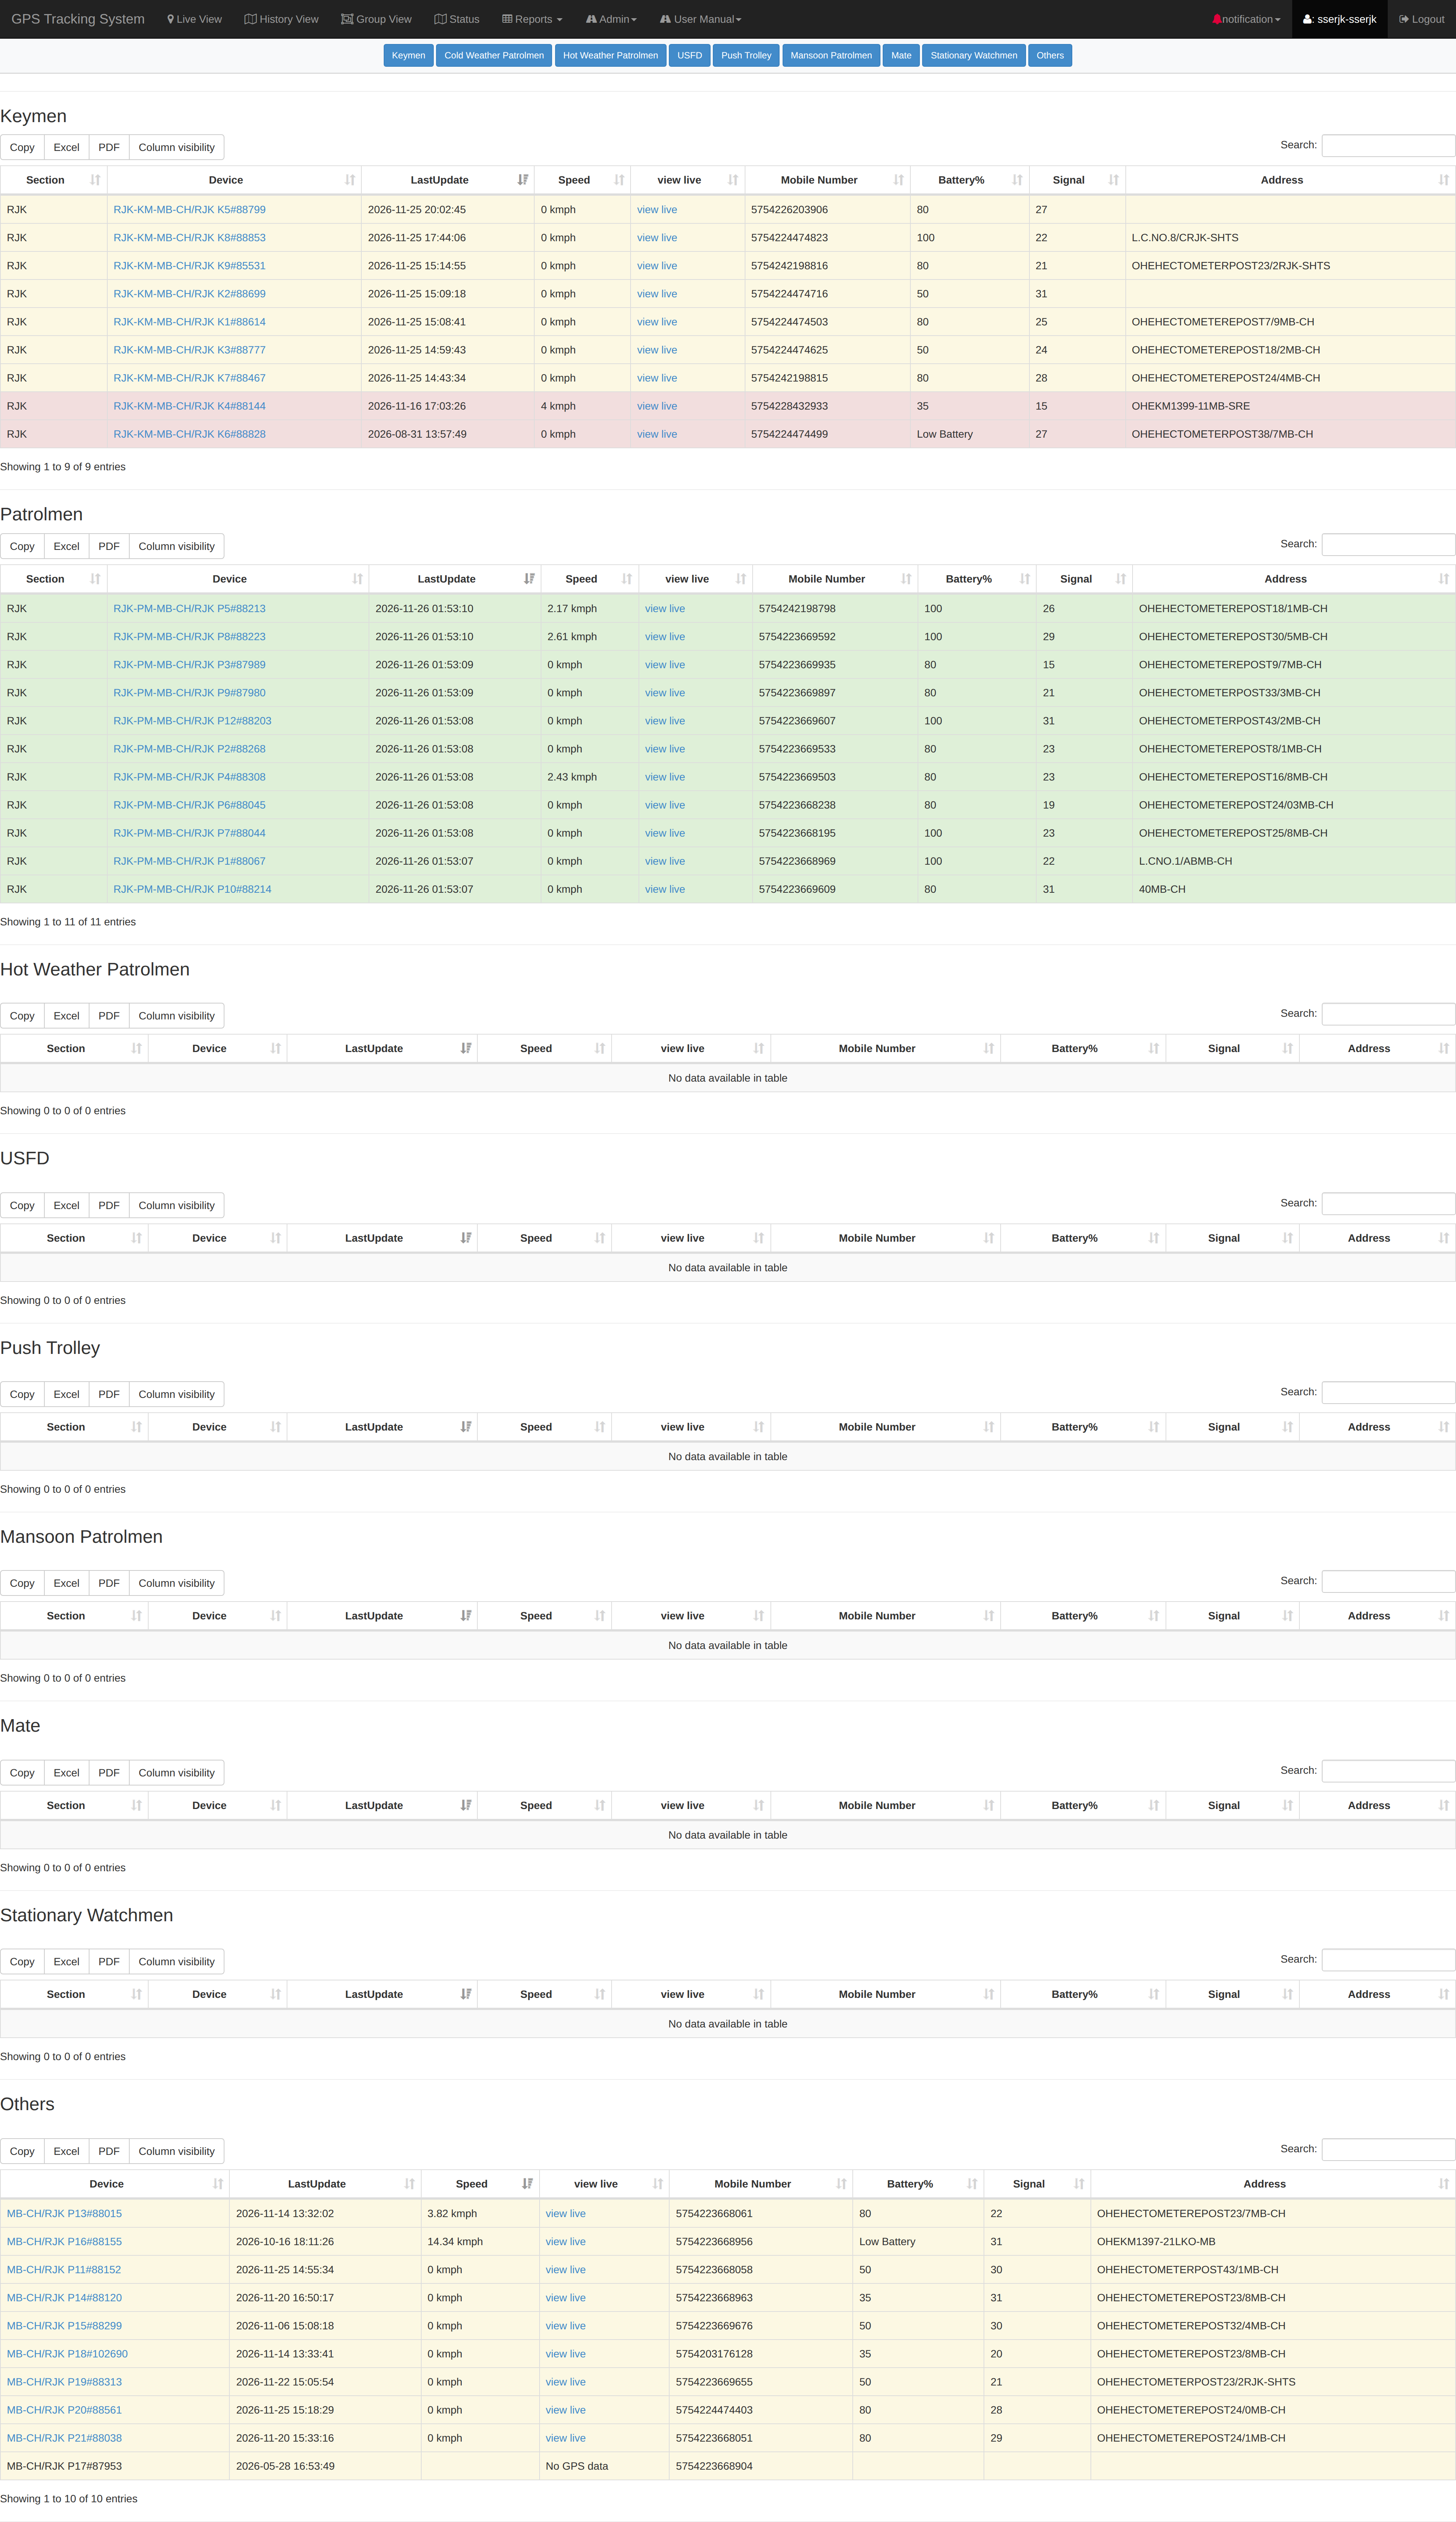 GPS Tracking System Live View History View Group View Status Reports Admin User Manual notification : sserjk-sserjk Logout
Keymen Cold Weather Patrolmen Hot Weather Patrolmen USFD Push Trolley Mansoon Patrolmen Mate Stationary Watchmen Others
Keymen
Copy Excel PDF Column visibility Search:
Section Device LastUpdate Speed view live Mobile Number Battery% Signal Address
RJK RJK-KM-MB-CH/RJK K5#88799 2026-11-25 20:02:45 0 kmph view live 5754226203906 80 27
RJK RJK-KM-MB-CH/RJK K8#88853 2026-11-25 17:44:06 0 kmph view live 5754224474823 100 22 L.C.NO.8/CRJK-SHTS
RJK RJK-KM-MB-CH/RJK K9#85531 2026-11-25 15:14:55 0 kmph view live 5754242198816 80 21 OHEHECTOMETERPOST23/2RJK-SHTS
RJK RJK-KM-MB-CH/RJK K2#88699 2026-11-25 15:09:18 0 kmph view live 5754224474716 50 31
RJK RJK-KM-MB-CH/RJK K1#88614 2026-11-25 15:08:41 0 kmph view live 5754224474503 80 25 OHEHECTOMETEREPOST7/9MB-CH
RJK RJK-KM-MB-CH/RJK K3#88777 2026-11-25 14:59:43 0 kmph view live 5754224474625 50 24 OHEHECTOMETEREPOST18/2MB-CH
RJK RJK-KM-MB-CH/RJK K7#88467 2026-11-25 14:43:34 0 kmph view live 5754242198815 80 28 OHEHECTOMETEREPOST24/4MB-CH
RJK RJK-KM-MB-CH/RJK K4#88144 2026-11-16 17:03:26 4 kmph view live 5754228432933 35 15 OHEKM1399-11MB-SRE
RJK RJK-KM-MB-CH/RJK K6#88828 2026-08-31 13:57:49 0 kmph view live 5754224474499 Low Battery 27 OHEHECTOMETERPOST38/7MB-CH
Showing 1 to 9 of 9 entries
Patrolmen
Copy Excel PDF Column visibility Search:
Section Device LastUpdate Speed view live Mobile Number Battery% Signal Address
RJK RJK-PM-MB-CH/RJK P5#88213 2026-11-26 01:53:10 2.17 kmph view live 5754242198798 100 26 OHEHECTOMETEREPOST18/1MB-CH
RJK RJK-PM-MB-CH/RJK P8#88223 2026-11-26 01:53:10 2.61 kmph view live 5754223669592 100 29 OHEHECTOMETEREPOST30/5MB-CH
RJK RJK-PM-MB-CH/RJK P3#87989 2026-11-26 01:53:09 0 kmph view live 5754223669935 80 15 OHEHECTOMETEREPOST9/7MB-CH
RJK RJK-PM-MB-CH/RJK P9#87980 2026-11-26 01:53:09 0 kmph view live 5754223669897 80 21 OHEHECTOMETERPOST33/3MB-CH
RJK RJK-PM-MB-CH/RJK P12#88203 2026-11-26 01:53:08 0 kmph view live 5754223669607 100 31 OHEHECTOMETERPOST43/2MB-CH
RJK RJK-PM-MB-CH/RJK P2#88268 2026-11-26 01:53:08 0 kmph view live 5754223669533 80 23 OHEHECTOMETEREPOST8/1MB-CH
RJK RJK-PM-MB-CH/RJK P4#88308 2026-11-26 01:53:08 2.43 kmph view live 5754223669503 80 23 OHEHECTOMETEREPOST16/8MB-CH
RJK RJK-PM-MB-CH/RJK P6#88045 2026-11-26 01:53:08 0 kmph view live 5754223668238 80 19 OHEHECTOMETEREPOST24/03MB-CH
RJK RJK-PM-MB-CH/RJK P7#88044 2026-11-26 01:53:08 0 kmph view live 5754223668195 100 23 OHEHECTOMETEREPOST25/8MB-CH
RJK RJK-PM-MB-CH/RJK P1#88067 2026-11-26 01:53:07 0 kmph view live 5754223668969 100 22 L.CNO.1/ABMB-CH
RJK RJK-PM-MB-CH/RJK P10#88214 2026-11-26 01:53:07 0 kmph view live 5754223669609 80 31 40MB-CH
Showing 1 to 11 of 11 entries
Hot Weather Patrolmen
Copy Excel PDF Column visibility Search:
Section Device LastUpdate Speed view live Mobile Number Battery% Signal Address
No data available in table
Showing 0 to 0 of 0 entries
USFD
Copy Excel PDF Column visibility Search:
Section Device LastUpdate Speed view live Mobile Number Battery% Signal Address
No data available in table
Showing 0 to 0 of 0 entries
Push Trolley
Copy Excel PDF Column visibility Search:
Section Device LastUpdate Speed view live Mobile Number Battery% Signal Address
No data available in table
Showing 0 to 0 of 0 entries
Mansoon Patrolmen
Copy Excel PDF Column visibility Search:
Section Device LastUpdate Speed view live Mobile Number Battery% Signal Address
No data available in table
Showing 0 to 0 of 0 entries
Mate
Copy Excel PDF Column visibility Search:
Section Device LastUpdate Speed view live Mobile Number Battery% Signal Address
No data available in table
Showing 0 to 0 of 0 entries
Stationary Watchmen
Copy Excel PDF Column visibility Search:
Section Device LastUpdate Speed view live Mobile Number Battery% Signal Address
No data available in table
Showing 0 to 0 of 0 entries
Others
Copy Excel PDF Column visibility Search:
Device LastUpdate Speed view live Mobile Number Battery% Signal Address
MB-CH/RJK P13#88015 2026-11-14 13:32:02 3.82 kmph view live 5754223668061 80 22 OHEHECTOMETEREPOST23/7MB-CH
MB-CH/RJK P16#88155 2026-10-16 18:11:26 14.34 kmph view live 5754223668956 Low Battery 31 OHEKM1397-21LKO-MB
MB-CH/RJK P11#88152 2026-11-25 14:55:34 0 kmph view live 5754223668058 50 30 OHEHECTOMETERPOST43/1MB-CH
MB-CH/RJK P14#88120 2026-11-20 16:50:17 0 kmph view live 5754223668963 35 31 OHEHECTOMETEREPOST23/8MB-CH
MB-CH/RJK P15#88299 2026-11-06 15:08:18 0 kmph view live 5754223669676 50 30 OHEHECTOMETEREPOST32/4MB-CH
MB-CH/RJK P18#102690 2026-11-14 13:33:41 0 kmph view live 5754203176128 35 20 OHEHECTOMETEREPOST23/8MB-CH
MB-CH/RJK P19#88313 2026-11-22 15:05:54 0 kmph view live 5754223669655 50 21 OHEHECTOMETERPOST23/2RJK-SHTS
MB-CH/RJK P20#88561 2026-11-25 15:18:29 0 kmph view live 5754224474403 80 28 OHEHECTOMETEREPOST24/0MB-CH
MB-CH/RJK P21#88038 2026-11-20 15:33:16 0 kmph view live 5754223668051 80 29 OHEHECTOMETEREPOST24/1MB-CH
MB-CH/RJK P17#87953 2026-05-28 16:53:49 No GPS data 5754223668904
Showing 1 to 10 of 10 entries